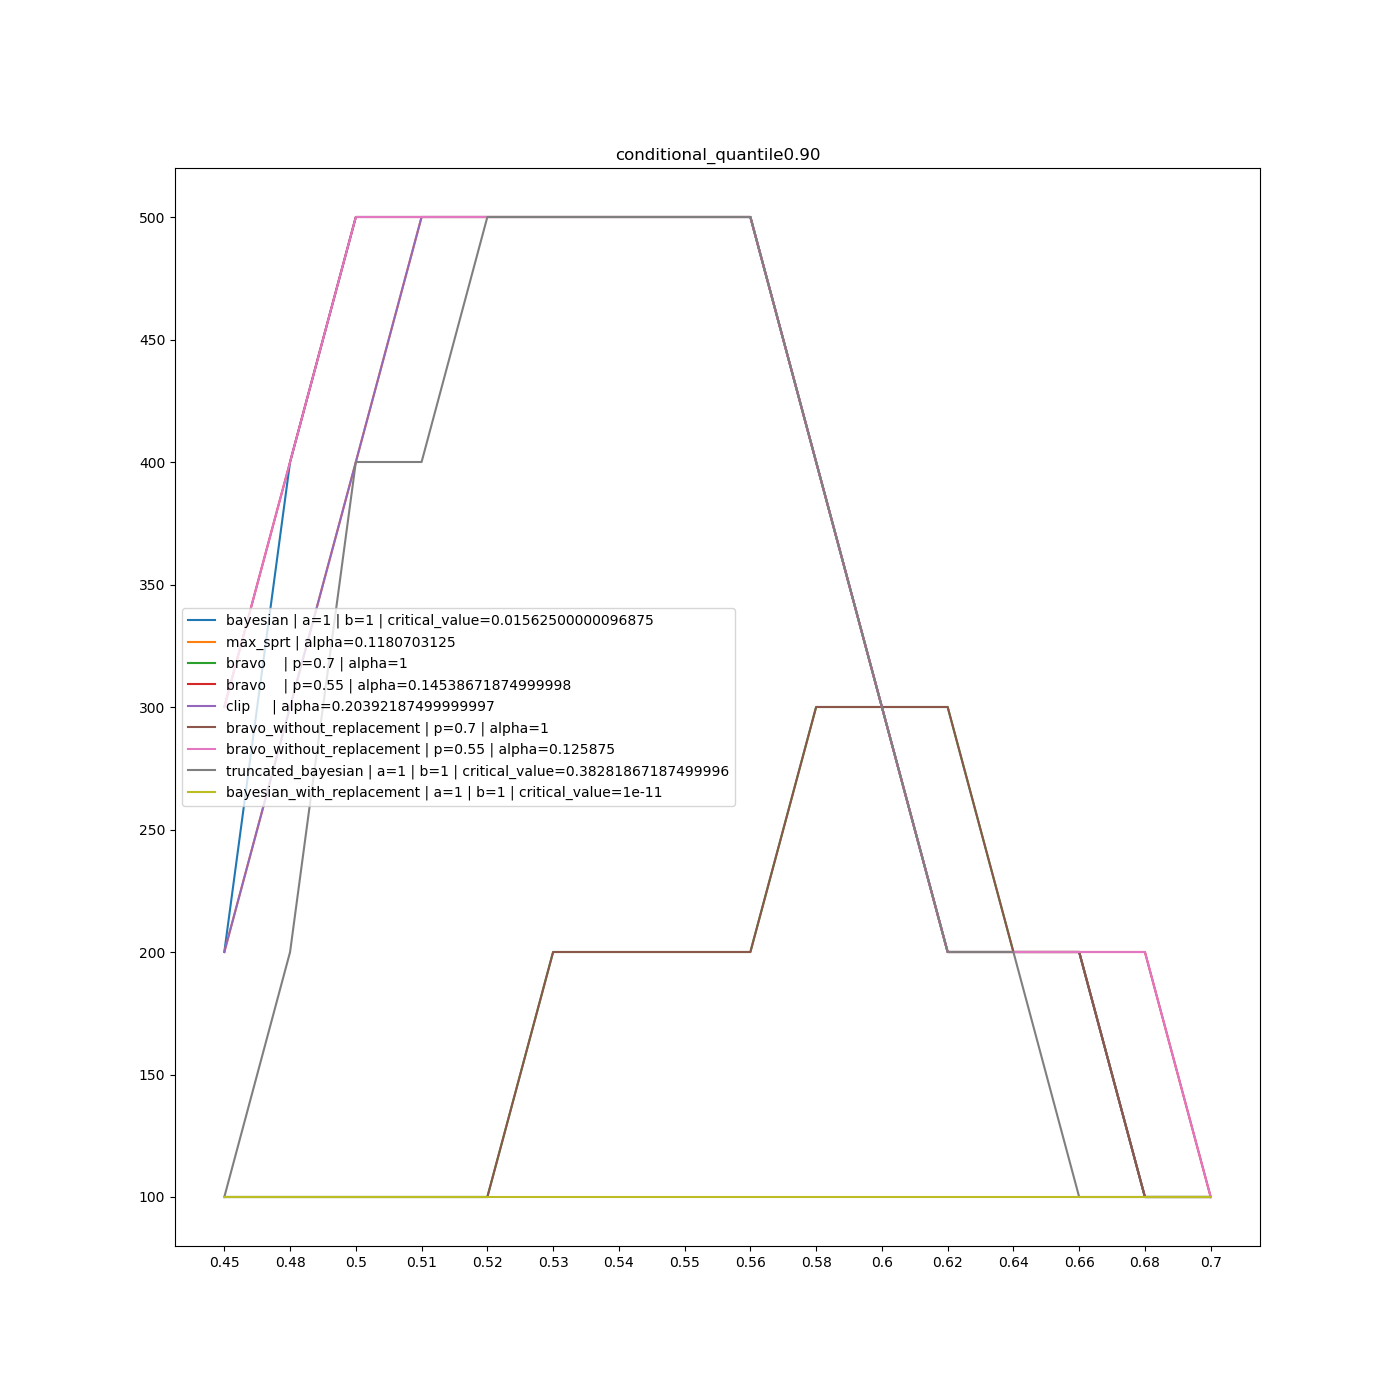 conditional_quantile0.90
500
450
400
350
300
250
200
150
100
bayesian | a=1 | b=1 | critical_value=0.01562500000096875
max_sprt | alpha=0.1180703125
bravo | p=0.7 | alpha=1
bravo | p=0.55 | alpha=0.14538671874999998
clip | alpha=0.20392187499999997
bravo_without_replacement | p=0.7 | alpha=1
bravo_without_replacement | p=0.55 | alpha=0.125875
truncated_bayesian | a=1 | b=1 | critical_value=0.38281867187499996
bayesian_with_replacement | a=1 | b=1 | critical_value=1e-11
0.45 0.48 0.5 0.51 0.52 0.53 0.54 0.55 0.56 0.58 0.6 0.62 0.64 0.66 0.68 0.7